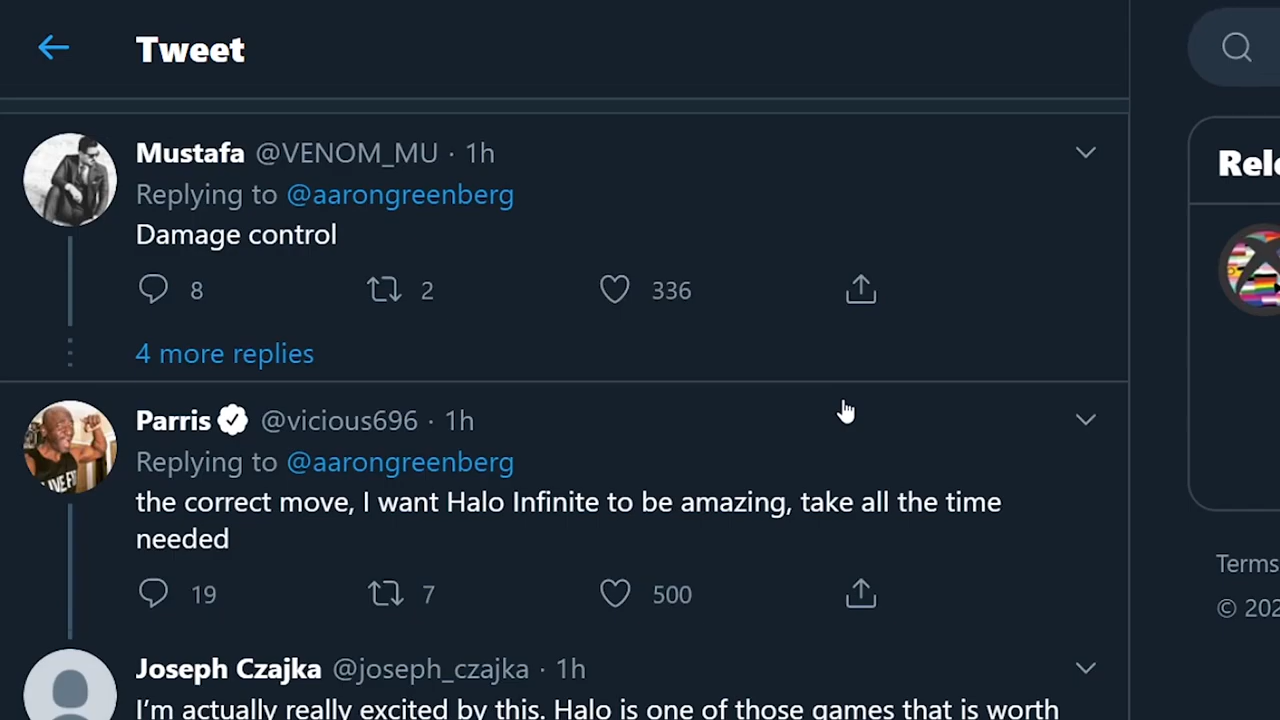 Tweet
Mustafa @VENOM_MU · 1h
Replying to @aarongreenberg
Damage control
8 2 336
4 more replies
Parris @vicious696 · 1h
Replying to @aarongreenberg
the correct move, I want Halo Infinite to be amazing, take all the time
needed
19 7 500
Joseph Czajka @joseph_czajka · 1h
I'm actually really excited by this. Halo is one of those games that is worth
Terms